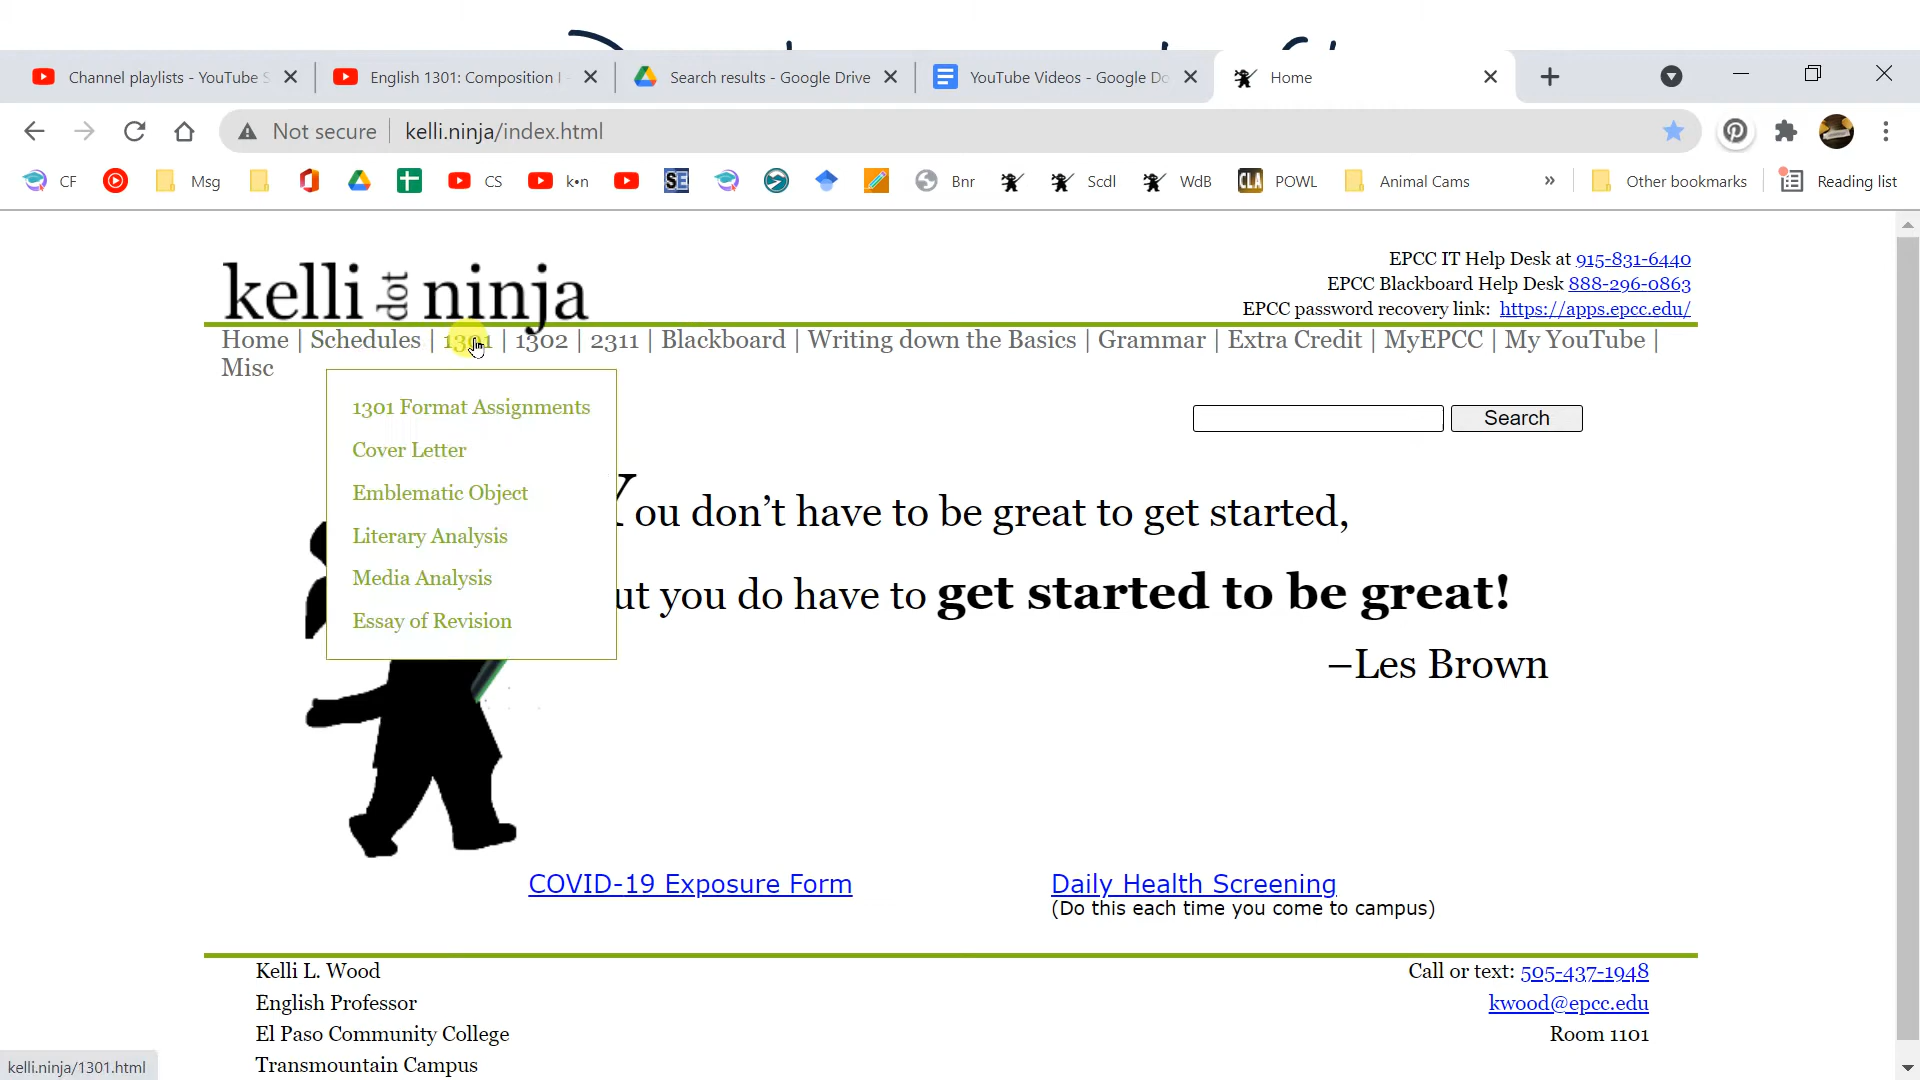 Channel playlists - YouTube S
English 1301: Composition I -
Search results - Google Drive
YouTube Videos - Google Do
Home
Not secure
kelli.ninja/index.html
CF
Msg
CS
k•n
SE
Bnr
Scdl
WdB
CLA
POWL
Animal Cams
»
Other bookmarks
Reading list
kelli dot ninja
EPCC IT Help Desk at 915-831-6440
EPCC Blackboard Help Desk 888-296-0863
EPCC password recovery link: https://apps.epcc.edu/
Home | Schedules | 1301 | 1302 | 2311 | Blackboard | Writing down the Basics | Grammar | Extra Credit | MyEPCC | My YouTube |
Misc
1301 Format Assignments
Cover Letter
Emblematic Object
Literary Analysis
Media Analysis
Essay of Revision
Search
You don't have to be great to get started,
ut you do have to get started to be great!
–Les Brown
COVID-19 Exposure Form
Daily Health Screening
(Do this each time you come to campus)
Kelli L. Wood
English Professor
El Paso Community College
Transmountain Campus
Call or text: 505-437-1948
kwood@epcc.edu
Room 1101
kelli.ninja/1301.html